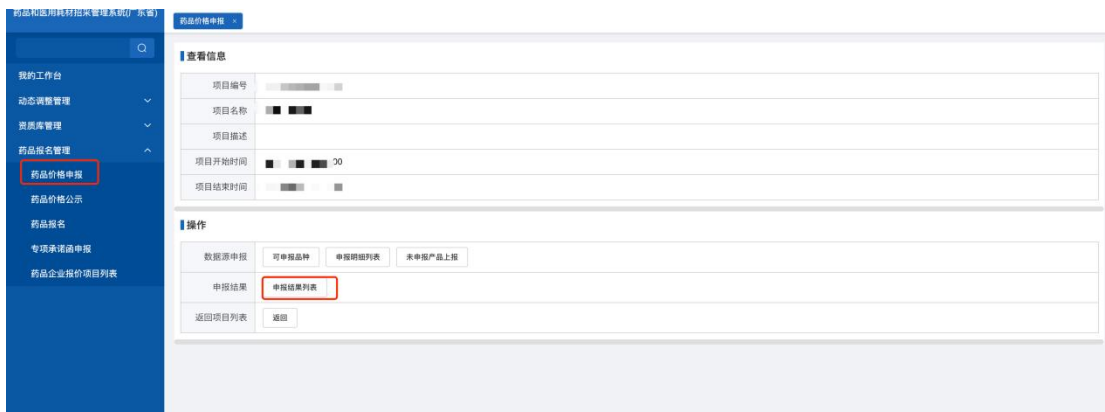 药品和医用耗材招采管理系统(广东省)
药品价格申报 ×
我的工作台
动态调整管理
资质库管理
药品报名管理
药品价格申报
药品价格公示
药品报名
专项承诺函申报
药品企业报价项目列表
查看信息
项目编号
项目名称
项目描述
项目开始时间 00
项目结束时间
操作
数据源申报 可申报品种 申报明细列表 未申报产品上报
申报结果 申报结果列表
返回项目列表 返回